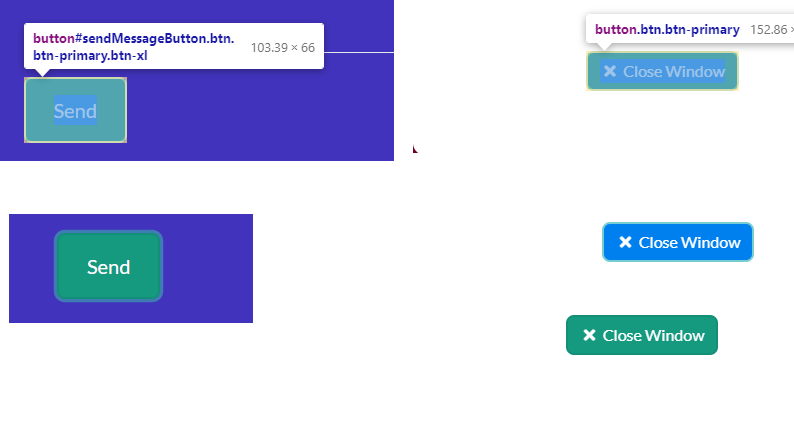 button#sendMessageButton.btn.
btn-primary.btn-xl
103.39 × 66
Send
button.btn.btn-primary 152.86 ×
Close Window
Send
Close Window
Close Window